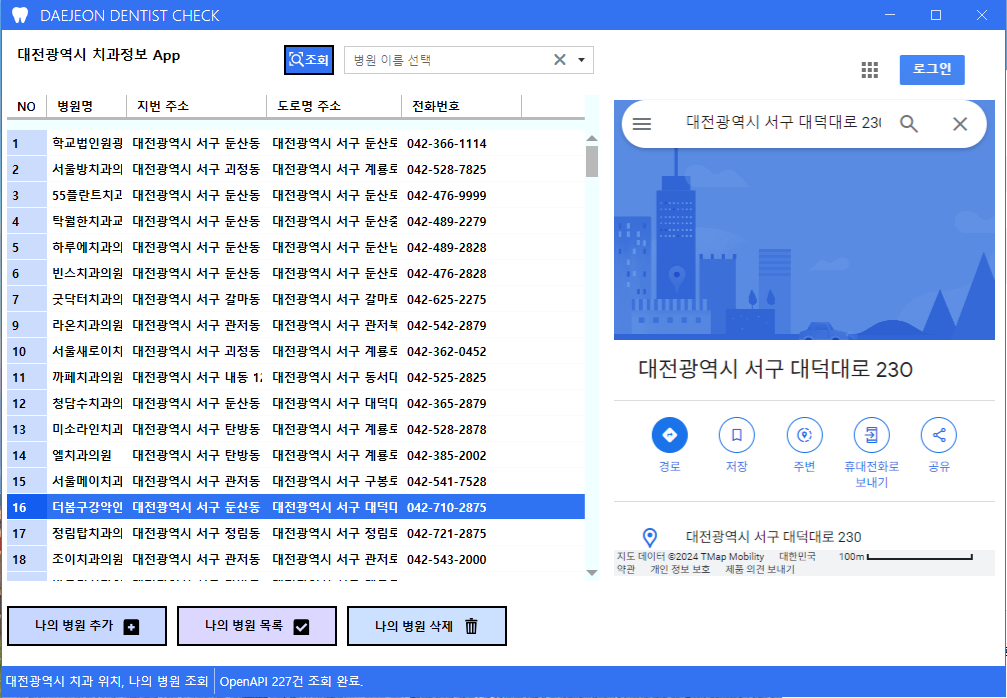 DAEJEON DENTIST CHECK
대전광역시 치과정보 App
조회
병원 이름 선택
로그인
NO 병원명 지번 주소 도로명 주소 전화번호
1 학교법인원광 대전광역시 서구 둔산동 대전광역시 서구 둔산로 042-366-1114
2 서울방치과의 대전광역시 서구 괴정동 대전광역시 서구 계룡로 042-528-7825
3 55플란트치과 대전광역시 서구 둔산동 대전광역시 서구 둔산로 042-476-9999
4 탁월한치과교 대전광역시 서구 둔산동 대전광역시 서구 둔산중 042-489-2279
5 하루에치과의 대전광역시 서구 둔산동 대전광역시 서구 둔산남 042-489-2828
6 빈스치과의원 대전광역시 서구 둔산동 대전광역시 서구 둔산로 042-476-2828
7 굿닥터치과의 대전광역시 서구 갈마동 대전광역시 서구 갈마로 042-625-2275
9 라온치과의원 대전광역시 서구 관저동 대전광역시 서구 관저북 042-542-2879
10 서울새로이치 대전광역시 서구 괴정동 대전광역시 서구 계룡로 042-362-0452
11 까페치과의원 대전광역시 서구 내동 12 대전광역시 서구 동서대 042-525-2825
12 청담수치과의 대전광역시 서구 둔산동 대전광역시 서구 대덕대 042-365-2879
13 미소라인치과 대전광역시 서구 탄방동 대전광역시 서구 계룡로 042-528-2878
14 엘치과의원 대전광역시 서구 탄방동 대전광역시 서구 계룡로 042-385-2002
15 서울메이치과 대전광역시 서구 관저동 대전광역시 서구 구봉로 042-541-7528
16 더봄구강악안 대전광역시 서구 둔산동 대전광역시 서구 대덕대 042-710-2875
17 정림탑치과의 대전광역시 서구 정림동 대전광역시 서구 정림로 042-721-2875
18 조이치과의원 대전광역시 서구 관저동 대전광역시 서구 관저로 042-543-2000
대전광역시 서구 대덕대로 230
대전광역시 서구 대덕대로 230
경로 저장 주변 휴대전화로 보내기 공유
대전광역시 서구 대덕대로 230
지도 데이터 ©2024 TMap Mobility 대한민국 100m
약관 개인 정보 보호 제품 의견 보내기
나의 병원 추가 나의 병원 목록 나의 병원 삭제
대전광역시 치과 위치, 나의 병원 조회 OpenAPI 227건 조회 완료.